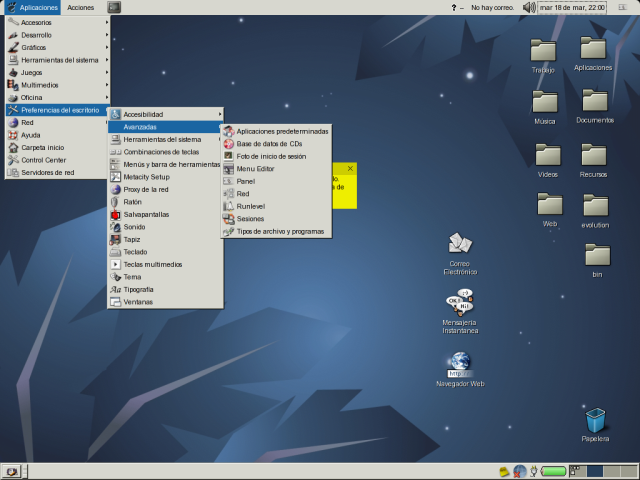 Aplicaciones Acciones
? – No hay correo. mar 18 de mar, 22:00
Accesorios
Desarrollo
Gráficos
Herramientas del sistema
Juegos
Multimedios
Oficina
Preferencias del escritorio
Red
Ayuda
Carpeta inicio
Control Center
Servidores de red
Accesibilidad
Avanzadas
Herramientas del sistema
Combinaciones de teclas
Menús y barra de herramientas
Metacity Setup
Proxy de la red
Ratón
Salvapantallas
Sonido
Tapiz
Teclado
Teclas multimedios
Tema
Tipografía
Ventanas
Aplicaciones predeterminadas
Base de datos de CDs
Foto de inicio de sesión
Menu Editor
Panel
Red
Runlevel
Sesiones
Tipos de archivo y programas
de
Trabajo
Aplicaciones
Música
Documentos
Videos
Recursos
Web
evolution
bin
Correo
Electrónico
OK! Hi!
Mensajería
Instantanea
http:
Navegador Web
Papelera